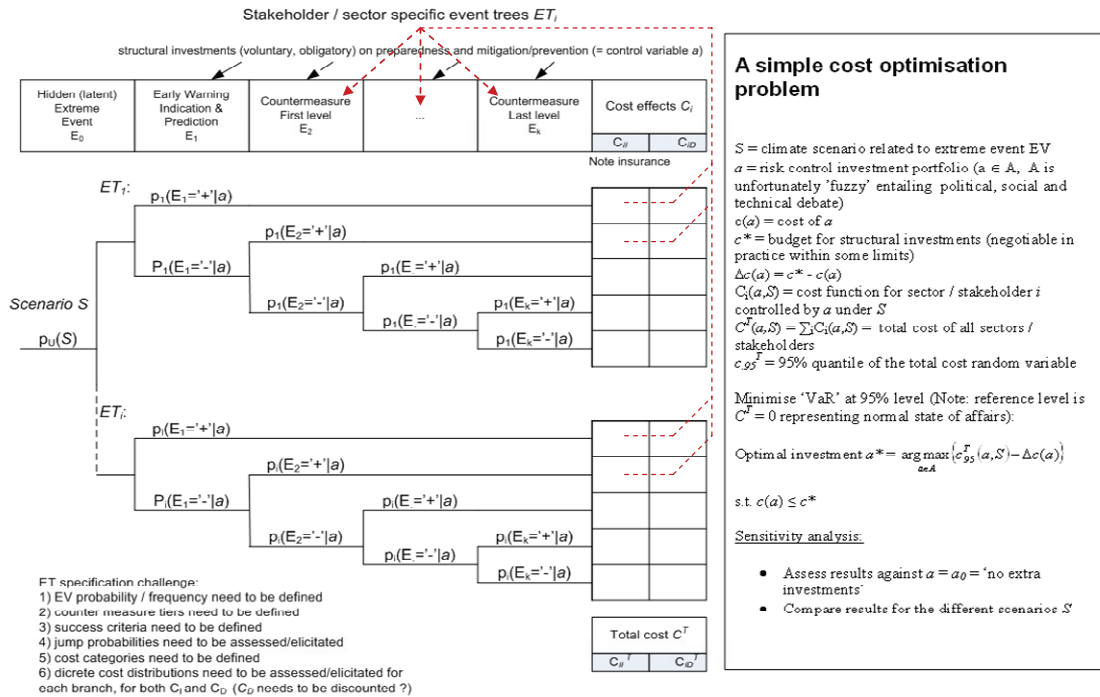 Stakeholder / sector specific event trees ETi
structural investments (voluntary, obligatory) on preparedness and mitigation/prevention (= control variable a)
Hidden (latent)
Extreme
Event
E0
Early Warning
Indication &
Prediction
E1
Countermeasure
First level
E2
...
Countermeasure
Last level
Ek
Cost effects Ci
CiI
CiD
Note insurance
ET1:
p1(E1='+'|a)
p1(E2='+'|a)
P1(E1='-'|a)
p1(E.='+'|a)
p1(E2='-'|a)
p1(Ek='+'|a)
p1(E.='-'|a)
p1(Ek='-'|a)
Scenario S
pU(S)
ETi:
pi(E1='+'|a)
pi(E2='+'|a)
Pi(E1='-'|a)
pi(E.='+'|a)
pi(E2='-'|a)
pi(Ek='+'|a)
pi(E.='-'|a)
pi(Ek='-'|a)
ET specification challenge:
1) EV probability / frequency need to be defined
2) counter measure tiers need to be defined
3) success criteria need to be defined
4) jump probabilities need to be assessed/elicitated
5) cost categories need to be defined
6) dicrete cost distributions need to be assessed/elicitated for
each branch, for both CI and CD (CD needs to be discounted ?)
Total cost C^T
CiI^T
CiD^T
A simple cost optimisation
problem
S = climate scenario related to extreme event EV
a = risk control investment portfolio (a ∈ A, A is
unfortunately 'fuzzy' entailing political, social and
technical debate)
c(a) = cost of a
c* = budget for structural investments (negotiable in
practice within some limits)
Δc(a) = c* - c(a)
Ci(a,S) = cost function for sector / stakeholder i
controlled by a under S
C^T(a,S) = ∑iCi(a,S) = total cost of all sectors /
stakeholders
c.95^T = 95% quantile of the total cost random variable
Minimise 'VaR' at 95% level (Note: reference level is
C^T = 0 representing normal state of affairs):
Optimal investment a* = arg max a∈A {c^T_95(a,S) − Δc(a)}
s.t. c(a) ≤ c*
Sensitivity analysis:
• Assess results against a = a0 = 'no extra
investments'
• Compare results for the different scenarios S